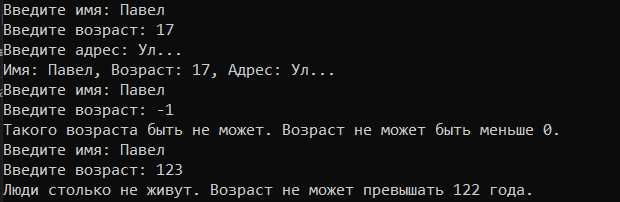 Введите имя: Павел
Введите возраст: 17
Введите адрес: Ул...
Имя: Павел, Возраст: 17, Адрес: Ул...
Введите имя: Павел
Введите возраст: -1
Такого возраста быть не может. Возраст не может быть меньше 0.
Введите имя: Павел
Введите возраст: 123
Люди столько не живут. Возраст не может превышать 122 года.